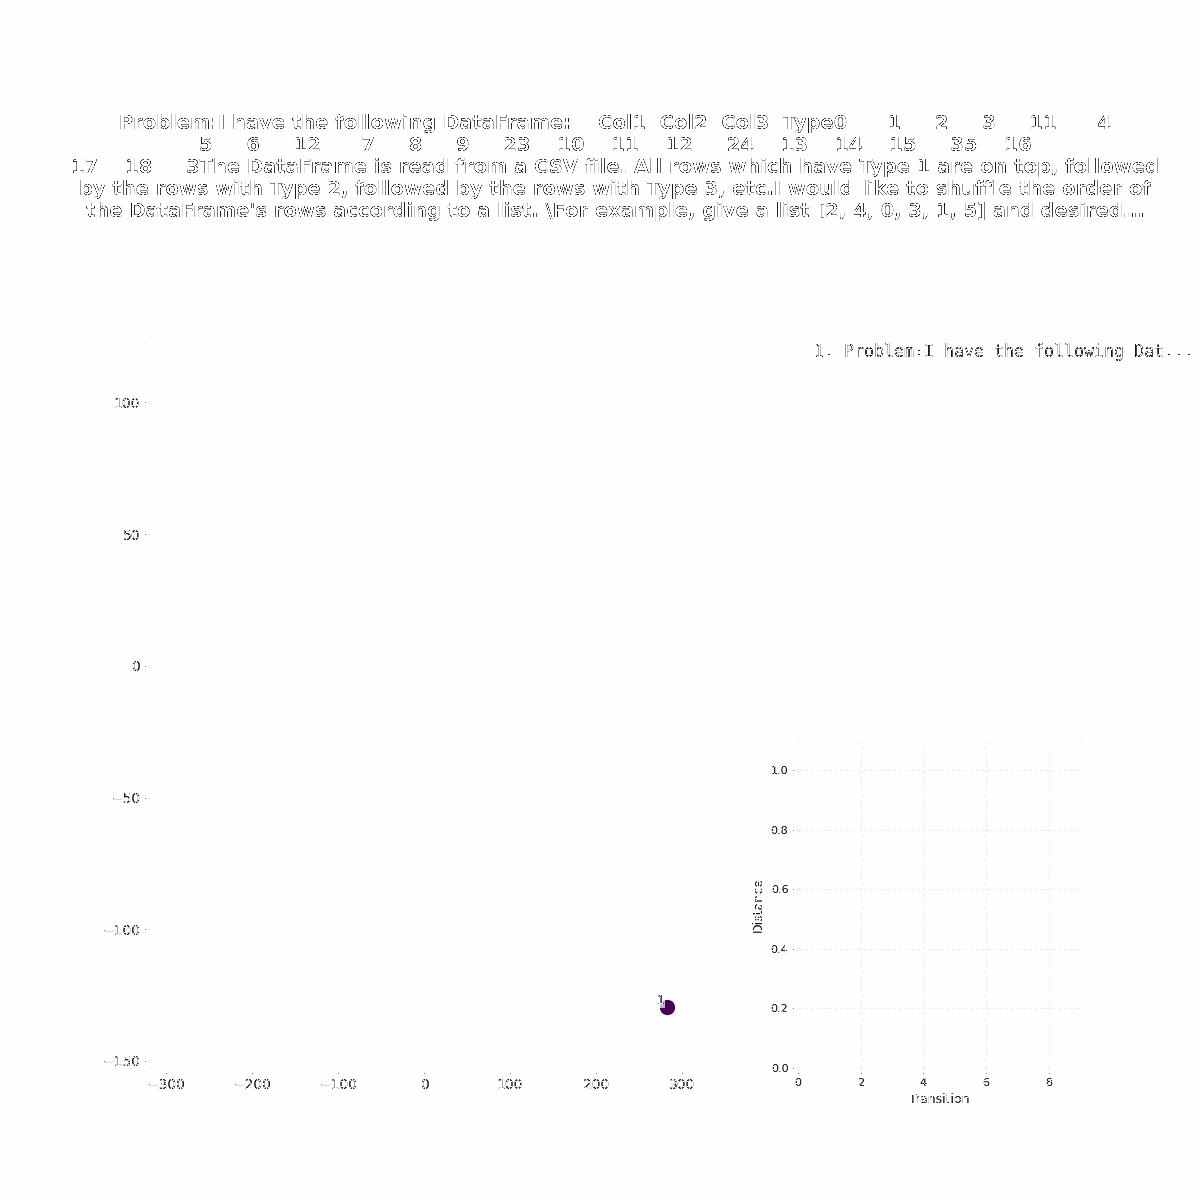 Problem:I have the following DataFrame: Col1 Col2 Col3 Type0 1 2 3 11 4
5 6 12 7 8 9 23 10 11 12 24 13 14 15 35 16
17 18 3The DataFrame is read from a CSV file. All rows which have Type 1 are on top, followed
by the rows with Type 2, followed by the rows with Type 3, etc.I would like to shuffle the order of
the DataFrame's rows according to a list. \For example, give a list [2, 4, 0, 3, 1, 5] and desired...
1. Problem:I have the following Dat...
100
50
0
−50
−100
−150
−300 −200 −100 0 100 200 300
1
1.0
0.8
0.6
0.4
0.2
0.0
0 2 4 6 8
Distance
Transition